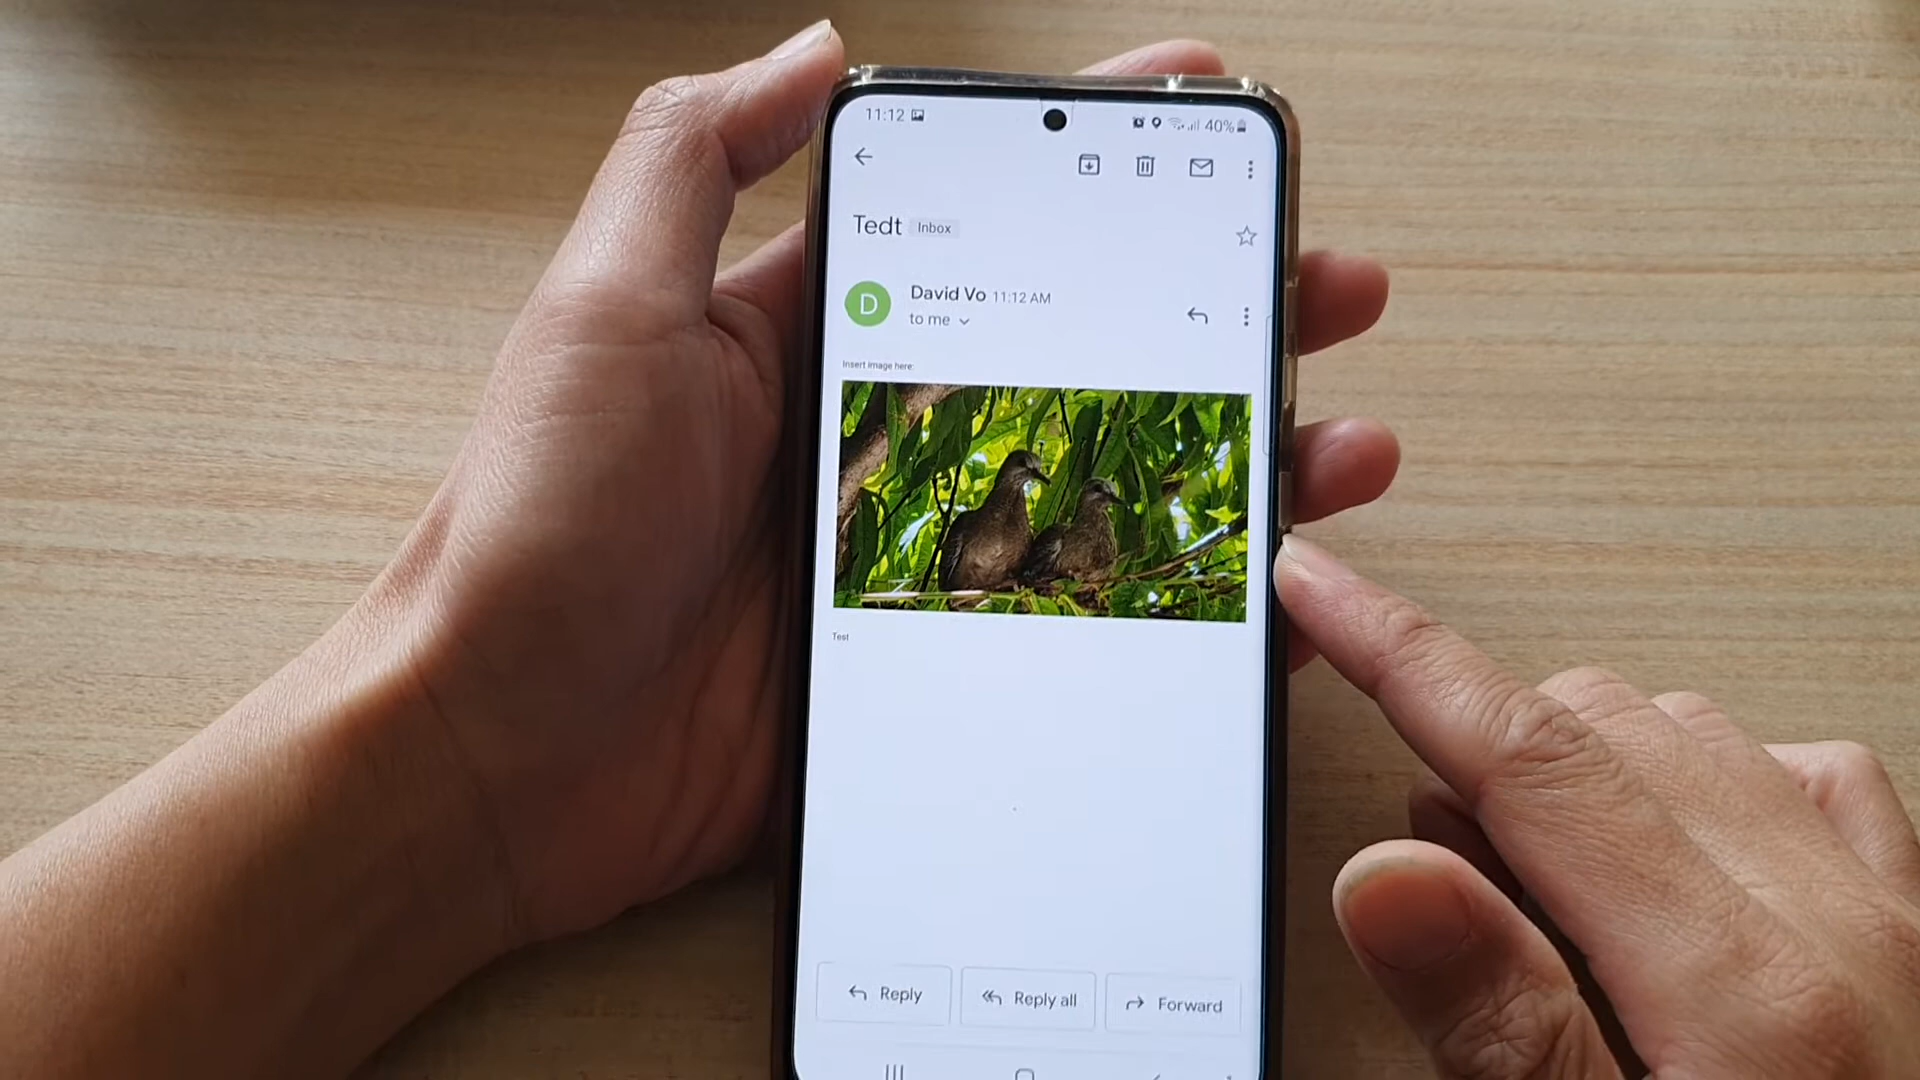 11:12 40%
Tedt Inbox
D David Vo 11:12 AM
to me
Insert image here:
Test
Reply Reply all Forward